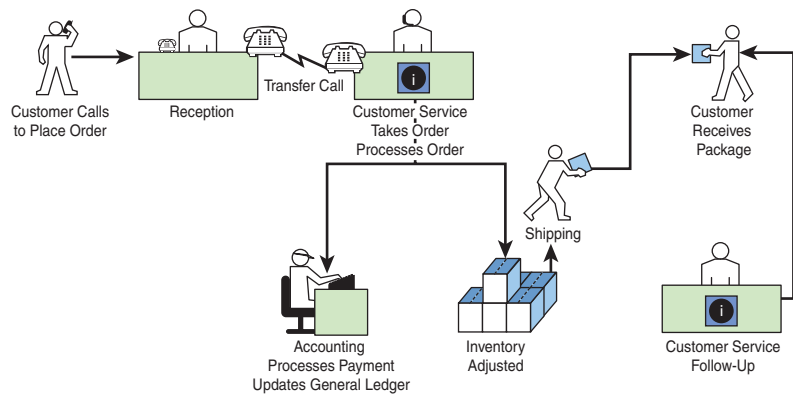 Customer Calls
to Place Order
Reception
Transfer Call
i
Customer Service
Takes Order
Processes Order
Customer
Receives
Package
Shipping
Accounting
Processes Payment
Updates General Ledger
Inventory
Adjusted
i
Customer Service
Follow-Up